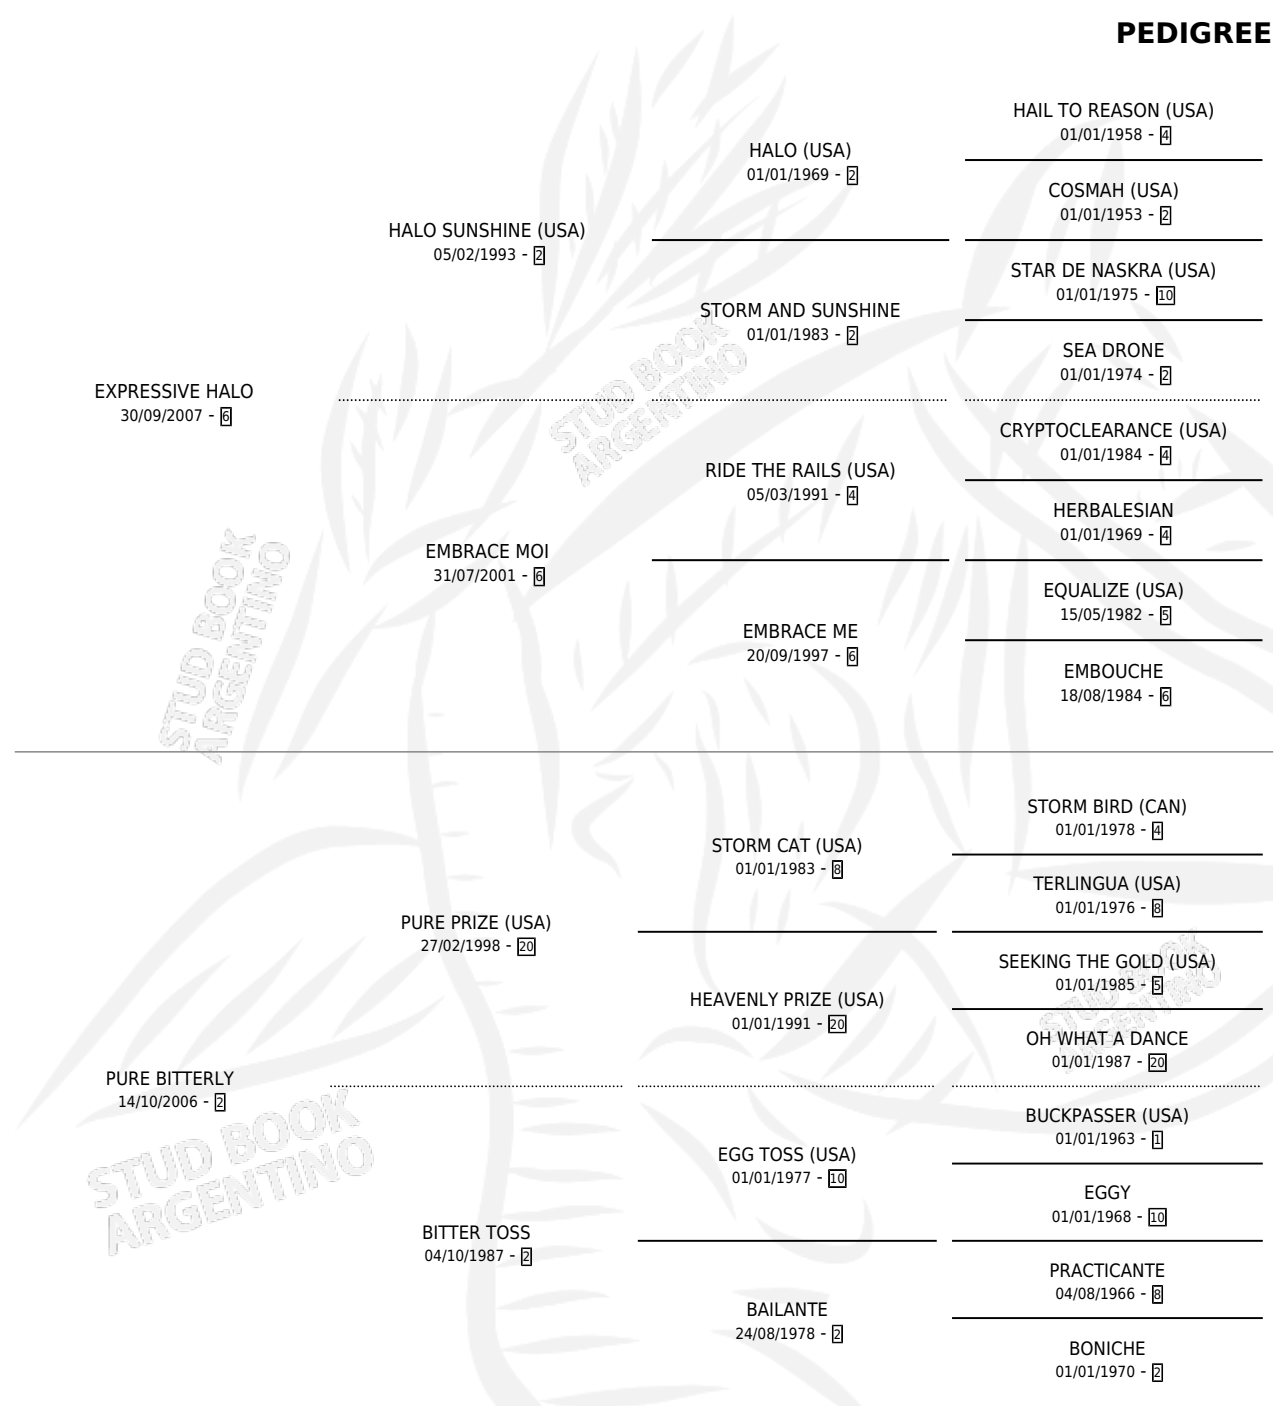 PEDIGREE
HAIL TO REASON (USA)
01/01/1958 - 4
HALO (USA)
01/01/1969 - 2
COSMAH (USA)
01/01/1953 - 2
HALO SUNSHINE (USA)
05/02/1993 - 2
STAR DE NASKRA (USA)
01/01/1975 - 10
STORM AND SUNSHINE
01/01/1983 - 2
SEA DRONE
01/01/1974 - 2
EXPRESSIVE HALO
30/09/2007 - 6
CRYPTOCLEARANCE (USA)
01/01/1984 - 4
RIDE THE RAILS (USA)
05/03/1991 - 4
HERBALESIAN
01/01/1969 - 4
EMBRACE MOI
31/07/2001 - 6
EQUALIZE (USA)
15/05/1982 - 5
EMBRACE ME
20/09/1997 - 6
EMBOUCHE
18/08/1984 - 6
STORM BIRD (CAN)
01/01/1978 - 4
STORM CAT (USA)
01/01/1983 - 8
TERLINGUA (USA)
01/01/1976 - 8
PURE PRIZE (USA)
27/02/1998 - 20
SEEKING THE GOLD (USA)
01/01/1985 - 5
HEAVENLY PRIZE (USA)
01/01/1991 - 20
OH WHAT A DANCE
01/01/1987 - 20
PURE BITTERLY
14/10/2006 - 2
BUCKPASSER (USA)
01/01/1963 - 1
EGG TOSS (USA)
01/01/1977 - 10
EGGY
01/01/1968 - 10
BITTER TOSS
04/10/1987 - 2
PRACTICANTE
04/08/1966 - 8
BAILANTE
24/08/1978 - 2
BONICHE
01/01/1970 - 2
STUD BOOK
ARGENTINO
STUD BOOK
ARGENTINO
STUD BOOK
ARGENTINO
STUD BOOK
ARGENTINO